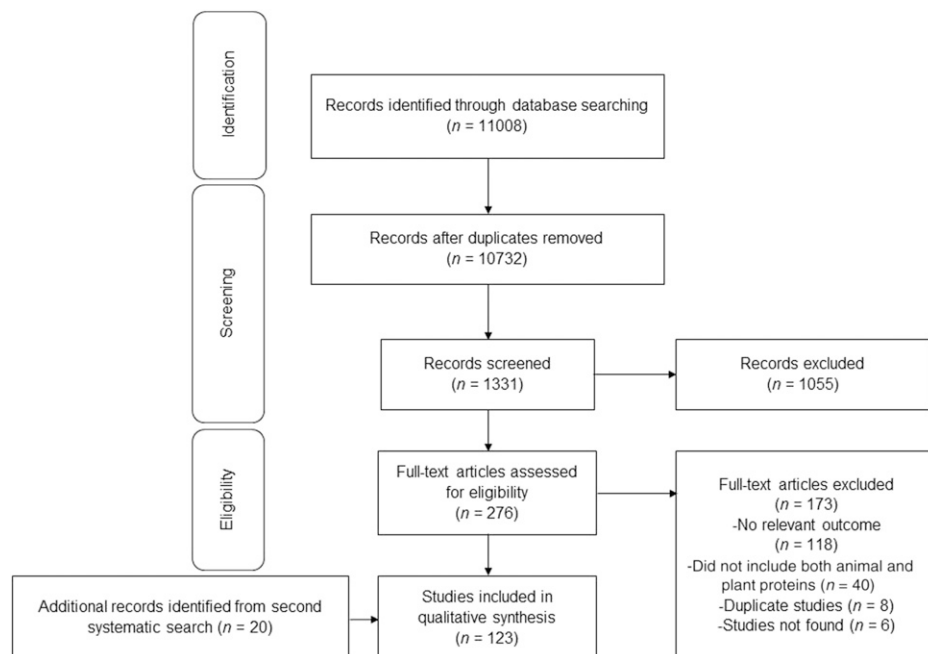 Identification
Records identified through database searching
(n = 11008)
Screening
Records after duplicates removed
(n = 10732)
Records screened
(n = 1331)
Records excluded
(n = 1055)
Eligibility
Full-text articles assessed
for eligibility
(n = 276)
Full-text articles excluded
(n = 173)
-No relevant outcome
(n = 118)
-Did not include both animal and
plant proteins (n = 40)
-Duplicate studies (n = 8)
-Studies not found (n = 6)
Additional records identified from second
systematic search (n = 20)
Studies included in
qualitative synthesis
(n = 123)